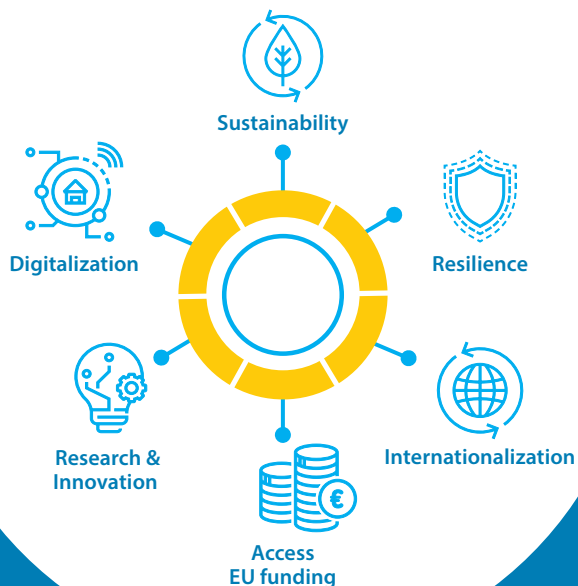 Sustainability
Digitalization
Resilience
Research &
Innovation
Internationalization
€
Access
EU funding